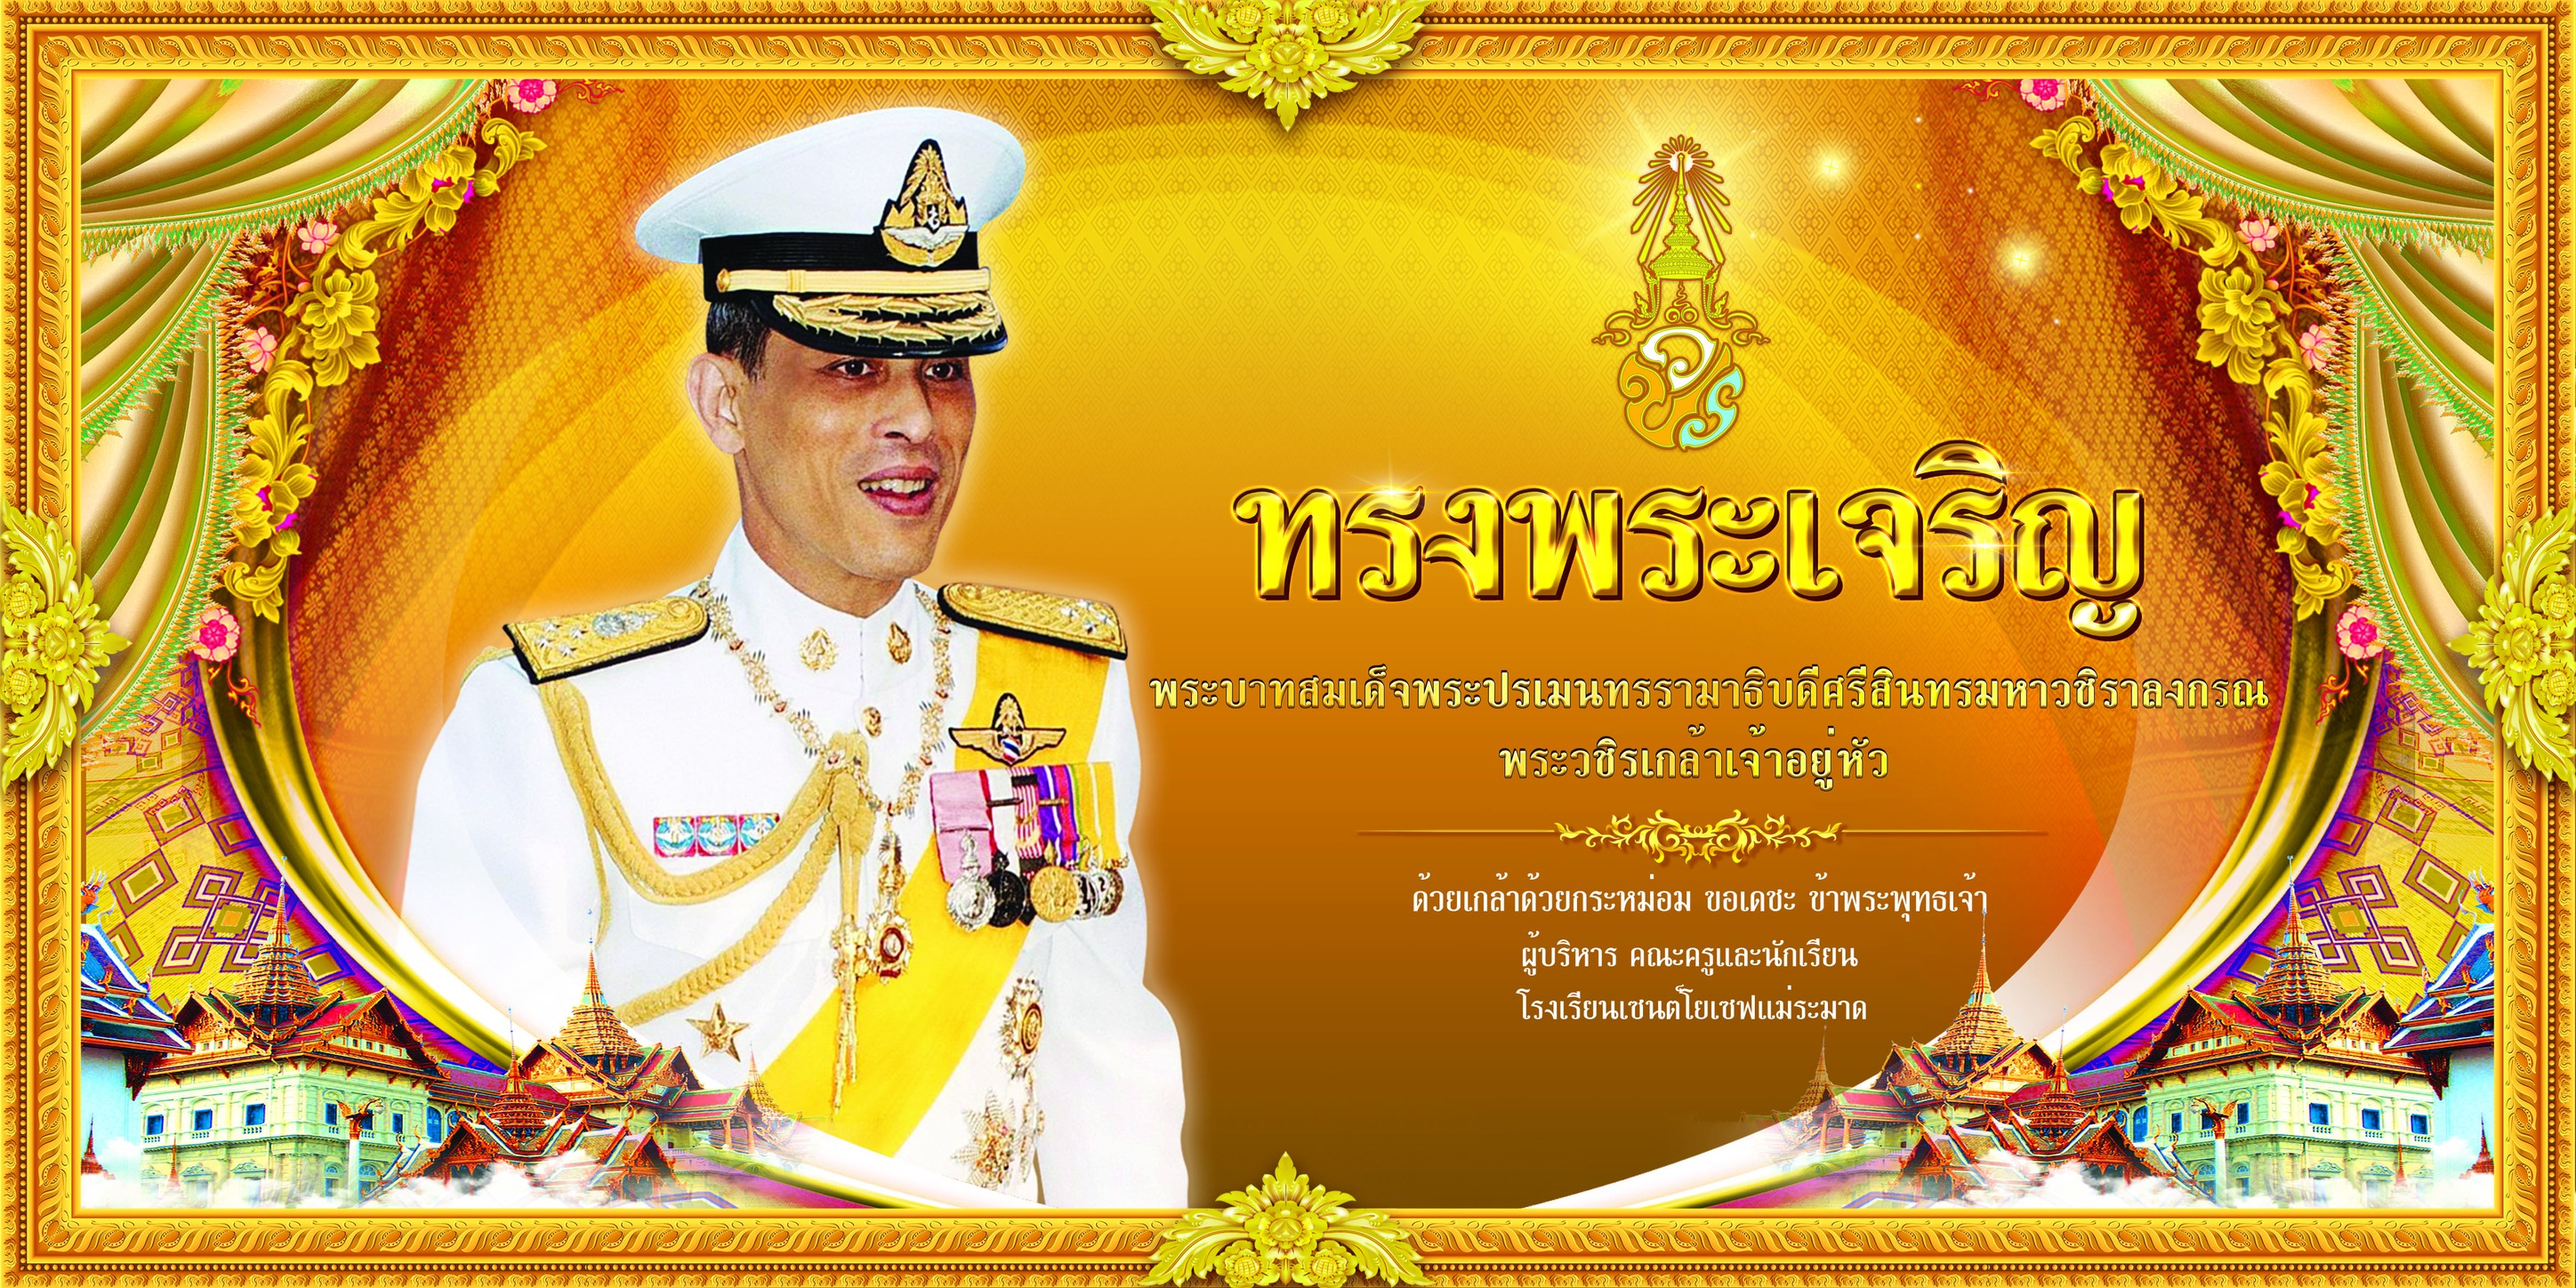 ทรงพระเจริญ
พระบาทสมเด็จพระปรเมนทรรามาธิบดีศรีสินทรมหาวชิราลงกรณ
พระวชิรเกล้าเจ้าอยู่หัว
ด้วยเกล้าด้วยกระหม่อม ขอเดชะ ข้าพระพุทธเจ้า
ผู้บริหาร คณะครูและนักเรียน
โรงเรียนเซนต์โยเซฟแม่ระมาด